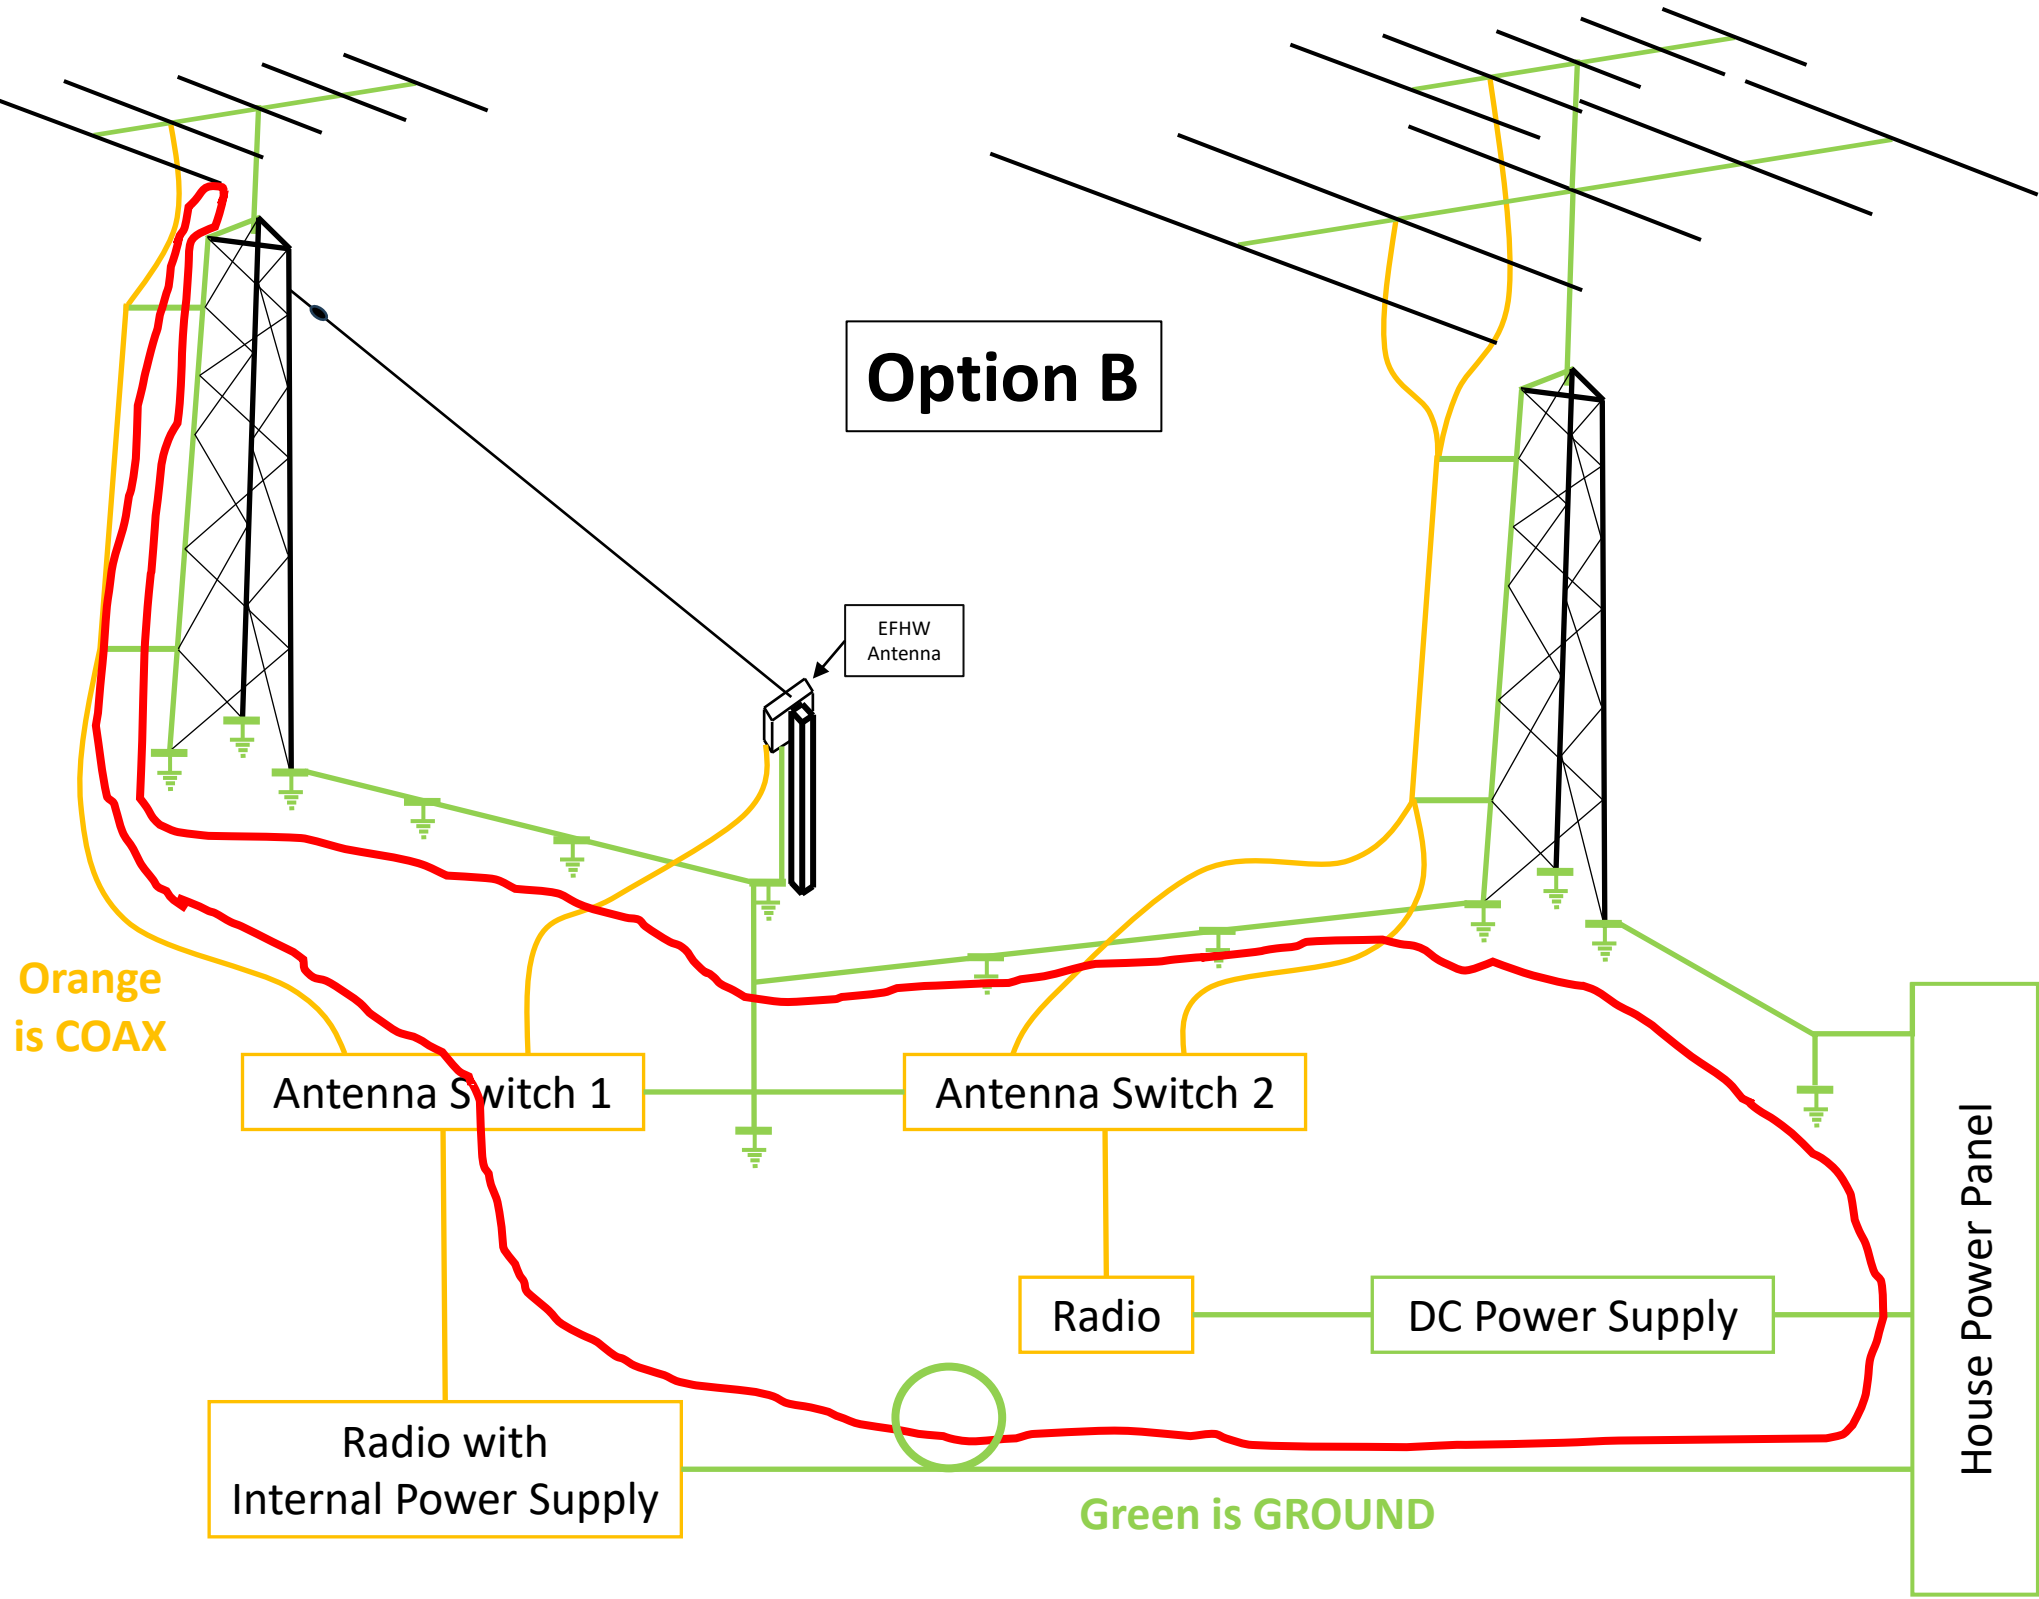 Option B
EFHW
Antenna
Orange
is COAX
Antenna Switch 1
Antenna Switch 2
House Power Panel
Radio
DC Power Supply
Radio with
Internal Power Supply
Green is GROUND